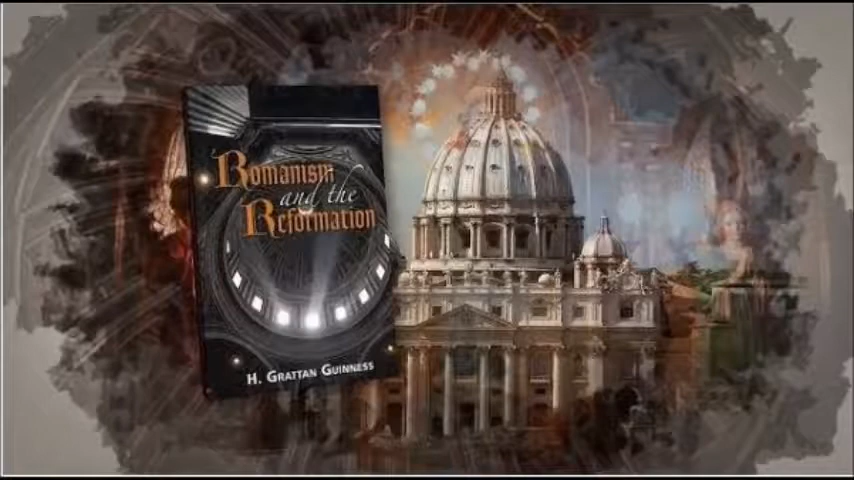 Romanism
and the
Reformation
H. GRATTAN GUINNESS